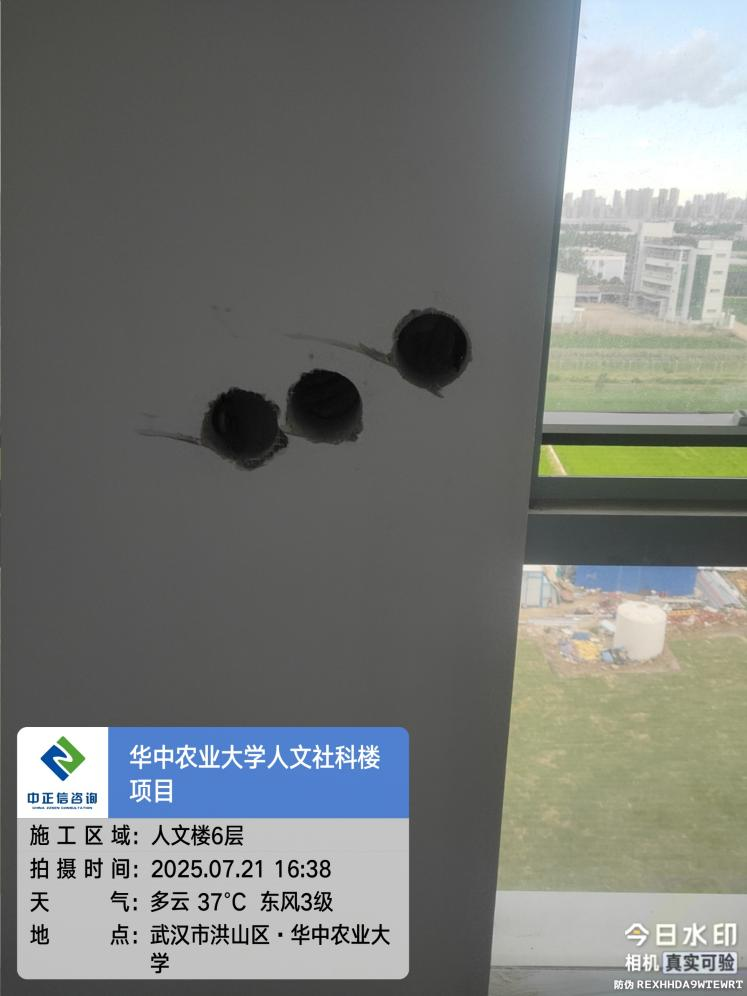 华中农业大学人文社科楼
项目
中正信咨询
CHINA ZENXIN CONSULTATION
施工区域：人文楼6层
拍摄时间：2025.07.21 16:38
天气：多云 37℃ 东风3级
地点：武汉市洪山区·华中农业大
学
今日水印
相机 真实可验
防伪 REXHHDA9WTEWRT